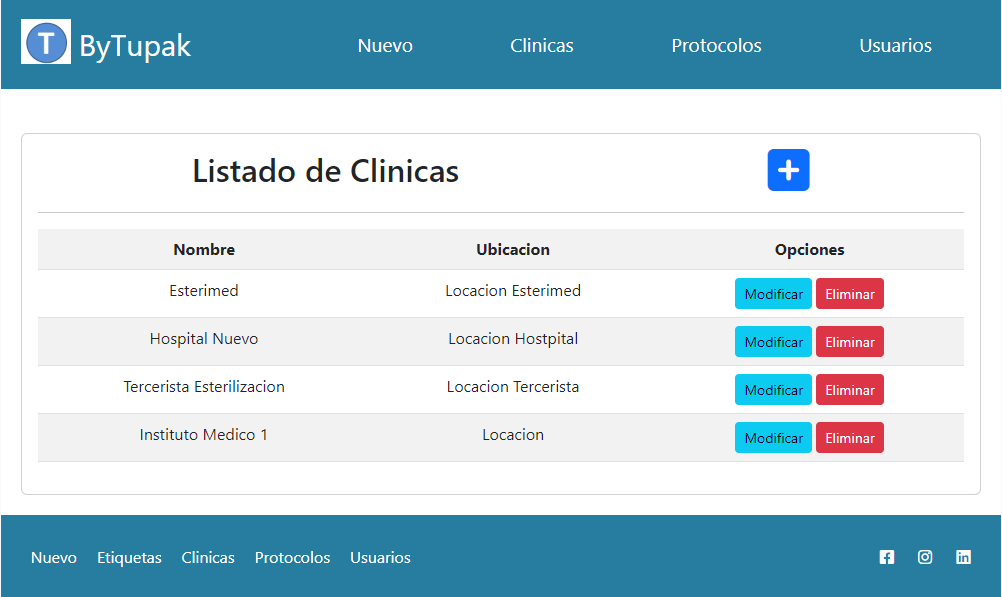 T ByTupak Nuevo Clinicas Protocolos Usuarios
Listado de Clinicas
Nombre Ubicacion Opciones
Esterimed Locacion Esterimed Modificar Eliminar
Hospital Nuevo Locacion Hostpital Modificar Eliminar
Tercerista Esterilizacion Locacion Tercerista Modificar Eliminar
Instituto Medico 1 Locacion Modificar Eliminar
Nuevo Etiquetas Clinicas Protocolos Usuarios